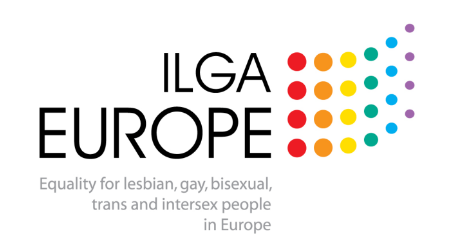 ILGA
EUROPE
Equality for lesbian, gay, bisexual,
trans and intersex people
in Europe